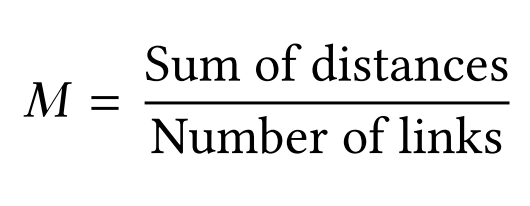 M = Sum of distances
Number of links